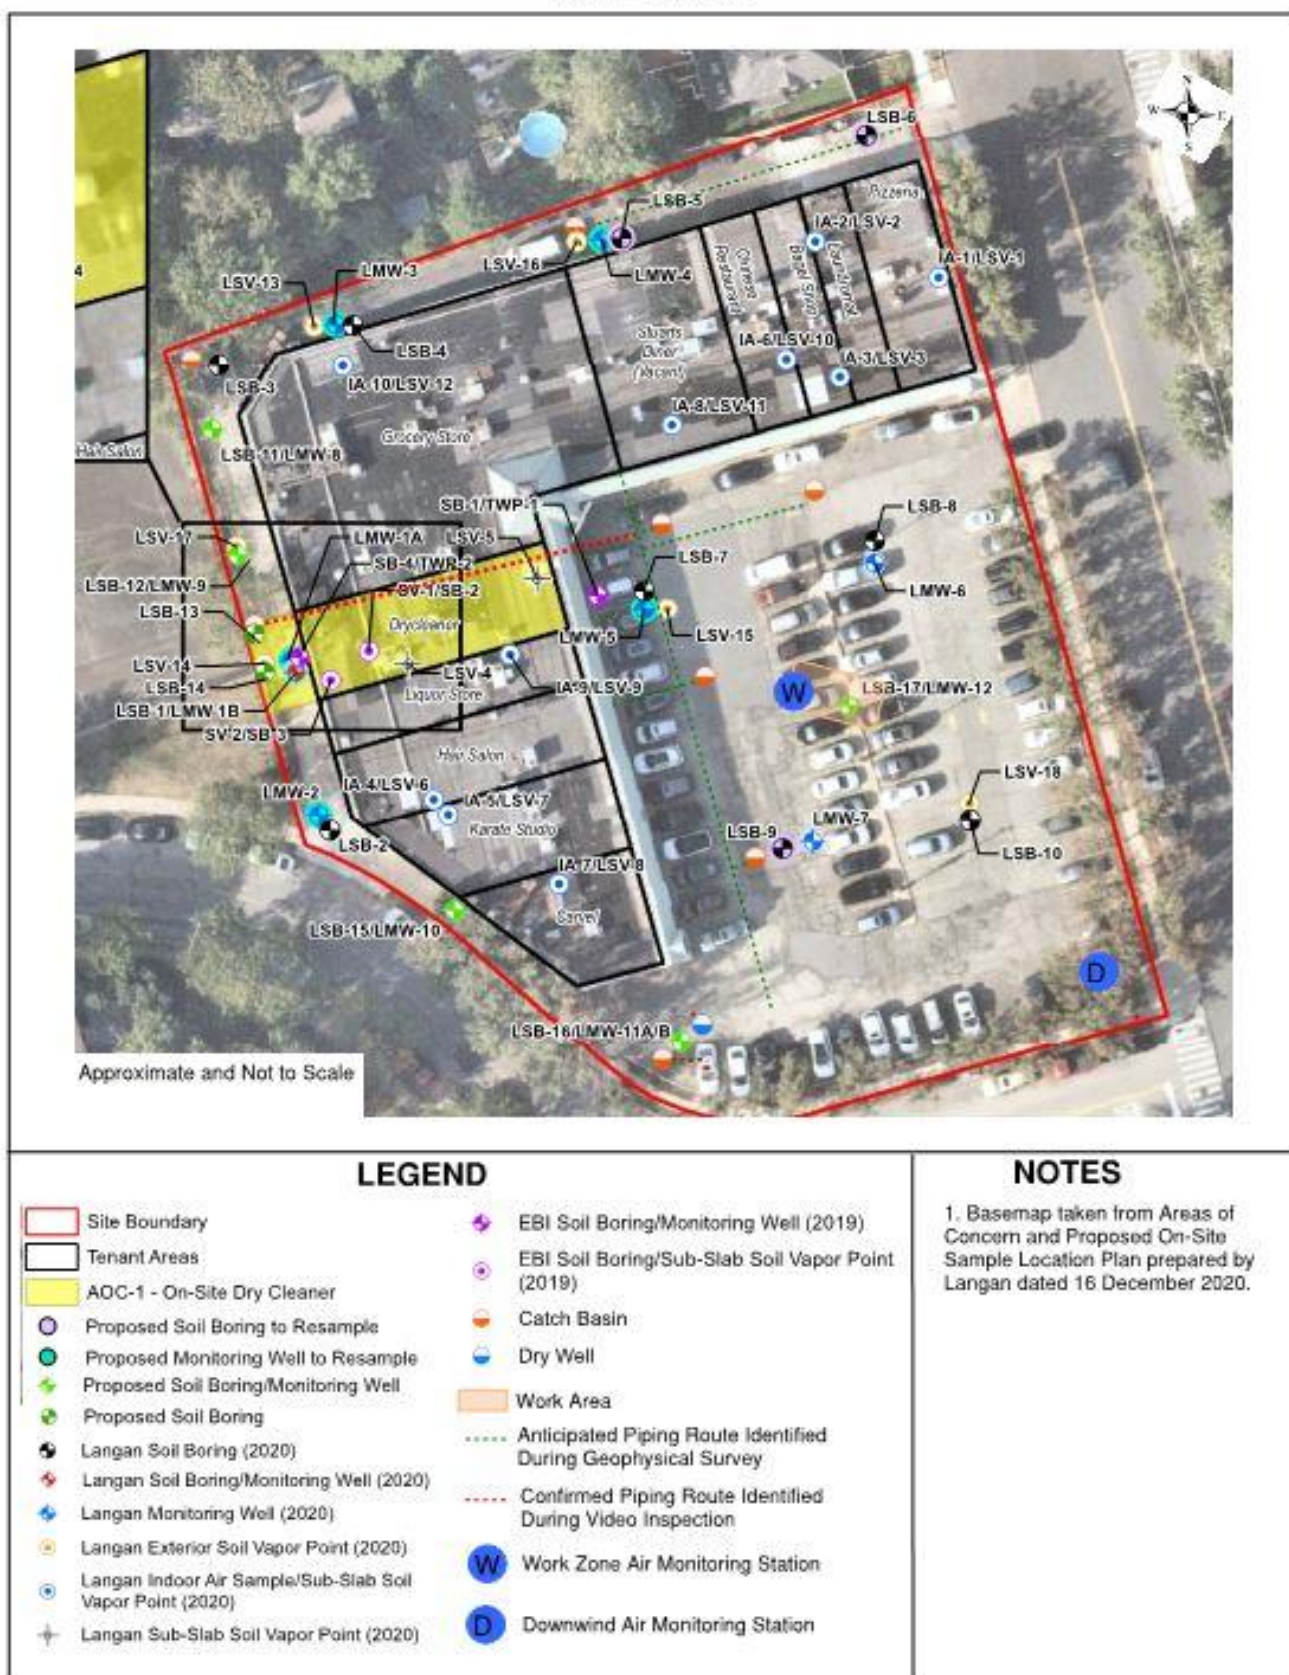 N
W E
S
LSB-6
Pizzeria
LSB-5
IA-2/LSV-2
IA-1/LSV-1
LSV-16
LMW-4
LMW-3
LSV-13
Chinese
Restaurant
Bagel Shop
Laundromat
4
LSB-4
Stuarts
Diner
(Vacant)
IA-6/LSV-10
IA-3/LSV-3
LSB-3
IA-10/LSV-12
IA-8/LSV-11
Hair Salon
LSB-11/LMW-8
Grocery Store
SB-1/TWP-1
LSB-8
LSV-17
LMW-1A
LSV-5
LSB-7
SB-4/TWP-2
LSB-12/LMW-9
SV-1/SB-2
LMW-6
LSB-13
Drycleaner
LMW-5
LSV-15
LSV-14
LSV-4
LSB-14
Liquor Store
IA-9/LSV-9
W
LSB-17/LMW-12
LSB-1/LMW-1B
SV-2/SB-3
Hair Salon
LMW-2
IA-4/LSV-6
IA-5/LSV-7
LSV-18
Karate Studio
LSB-2
LSB-9
LMW-7
LSB-10
IA-7/LSV-8
Carvel
LSB-15/LMW-10
D
LSB-16/LMW-11A/B
Approximate and Not to Scale
LEGEND
Site Boundary
Tenant Areas
AOC-1 - On-Site Dry Cleaner
Proposed Soil Boring to Resample
Proposed Monitoring Well to Resample
Proposed Soil Boring/Monitoring Well
Proposed Soil Boring
Langan Soil Boring (2020)
Langan Soil Boring/Monitoring Well (2020)
Langan Monitoring Well (2020)
Langan Exterior Soil Vapor Point (2020)
Langan Indoor Air Sample/Sub-Slab Soil
Vapor Point (2020)
Langan Sub-Slab Soil Vapor Point (2020)
EBI Soil Boring/Monitoring Well (2019)
EBI Soil Boring/Sub-Slab Soil Vapor Point
(2019)
Catch Basin
Dry Well
Work Area
Anticipated Piping Route Identified
During Geophysical Survey
Confirmed Piping Route Identified
During Video Inspection
W Work Zone Air Monitoring Station
D Downwind Air Monitoring Station
NOTES
1. Basemap taken from Areas of
Concern and Proposed On-Site
Sample Location Plan prepared by
Langan dated 16 December 2020.